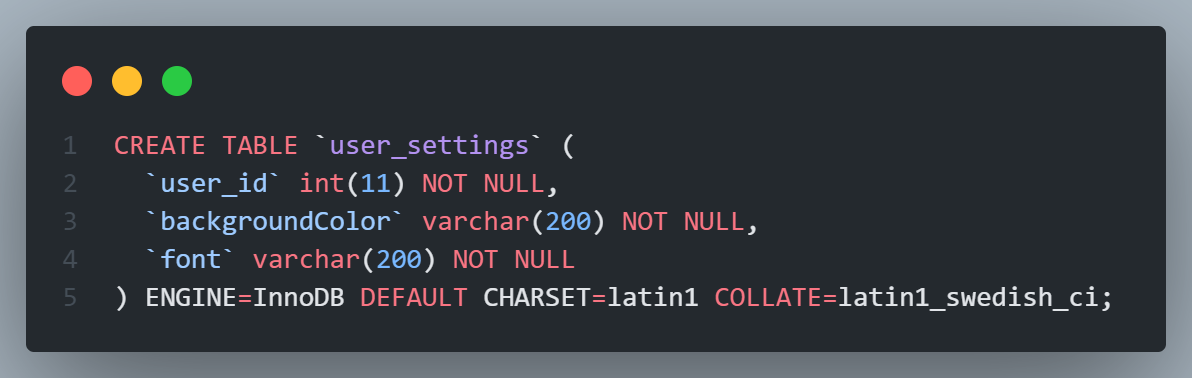 1 CREATE TABLE `user_settings` (
2 `user_id` int(11) NOT NULL,
3 `backgroundColor` varchar(200) NOT NULL,
4 `font` varchar(200) NOT NULL
5 ) ENGINE=InnoDB DEFAULT CHARSET=latin1 COLLATE=latin1_swedish_ci;